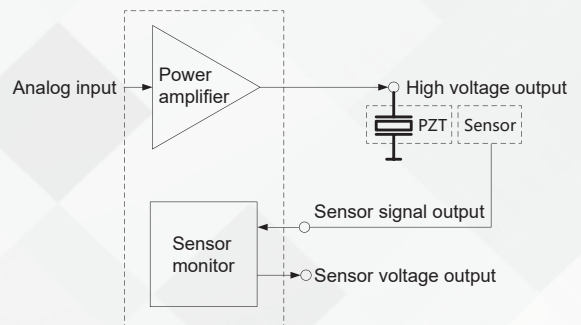 Analog input
Power
amplifier
High voltage output
PZT
Sensor
Sensor signal output
Sensor
monitor
Sensor voltage output